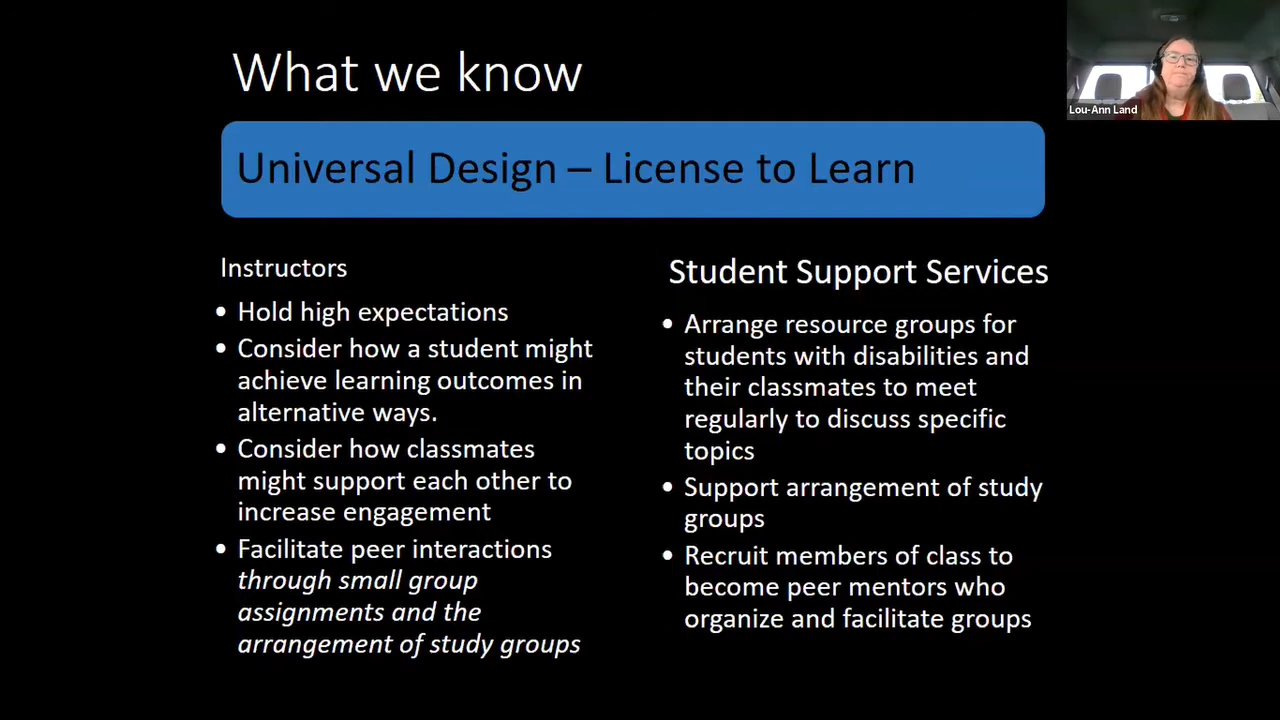 What we know
Lou-Ann Land
Universal Design – License to Learn
Instructors
• Hold high expectations
• Consider how a student might
achieve learning outcomes in
alternative ways.
• Consider how classmates
might support each other to
increase engagement
• Facilitate peer interactions
through small group
assignments and the
arrangement of study groups
Student Support Services
• Arrange resource groups for
students with disabilities and
their classmates to meet
regularly to discuss specific
topics
• Support arrangement of study
groups
• Recruit members of class to
become peer mentors who
organize and facilitate groups